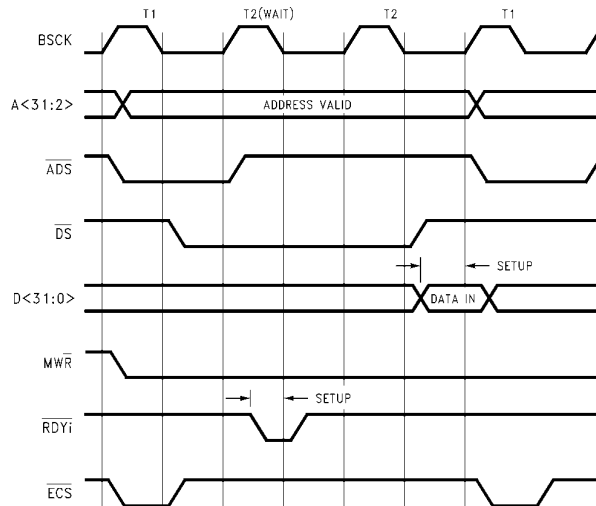 T1 T2(WAIT) T2 T1
BSCK
A<31:2> ADDRESS VALID
ADS
DS
SETUP
D<31:0> DATA IN
MWR
SETUP
RDYi
ECS